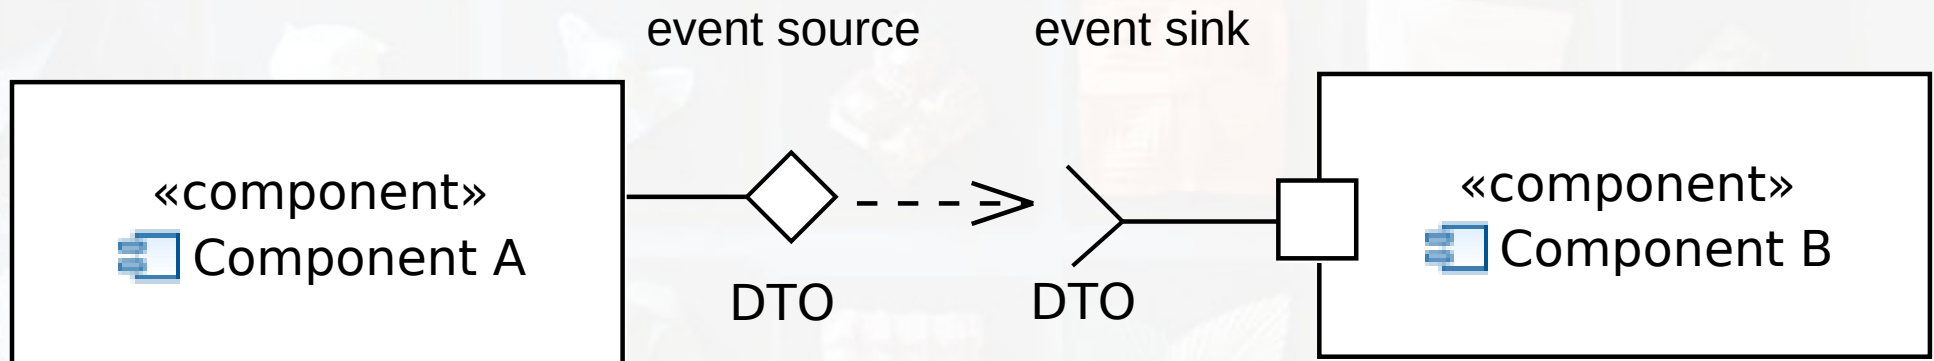 event source
event sink
«component»
Component A
DTO
DTO
«component»
Component B